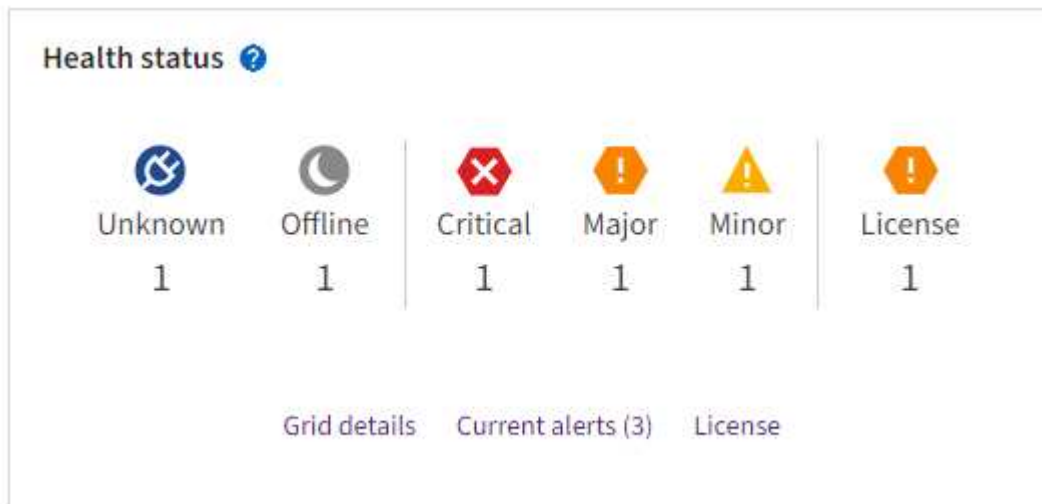 Health status ?
Unknown Offline Critical Major Minor License
1 1 1 1 1 1
Grid details Current alerts (3) License